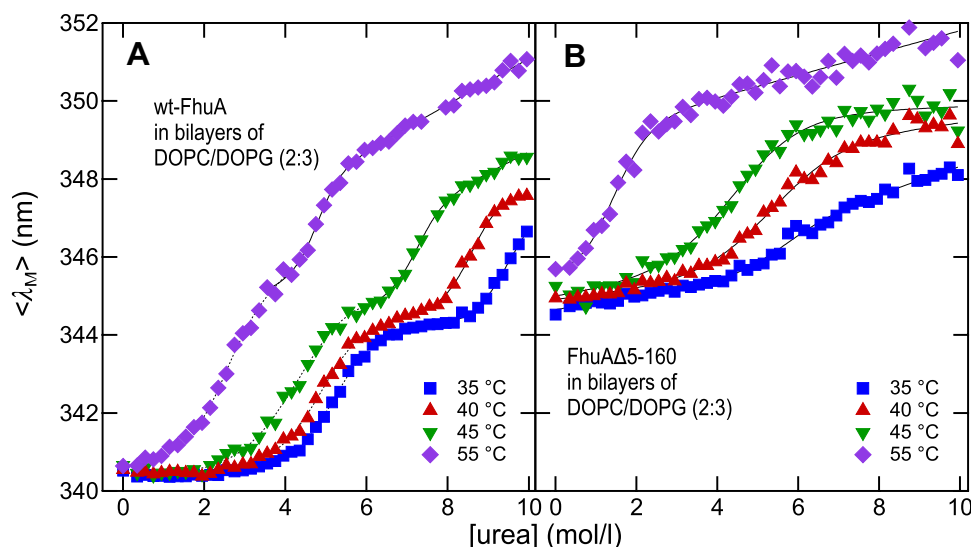 352
350
348
346
344
342
340
<λM> (nm)
A
wt-FhuA
in bilayers of
DOPC/DOPG (2:3)
35 °C
40 °C
45 °C
55 °C
0
2
4
6
8
10
B
FhuAΔ5-160
in bilayers of
DOPC/DOPG (2:3)
35 °C
40 °C
45 °C
55 °C
0
2
4
6
8
10
[urea] (mol/l)